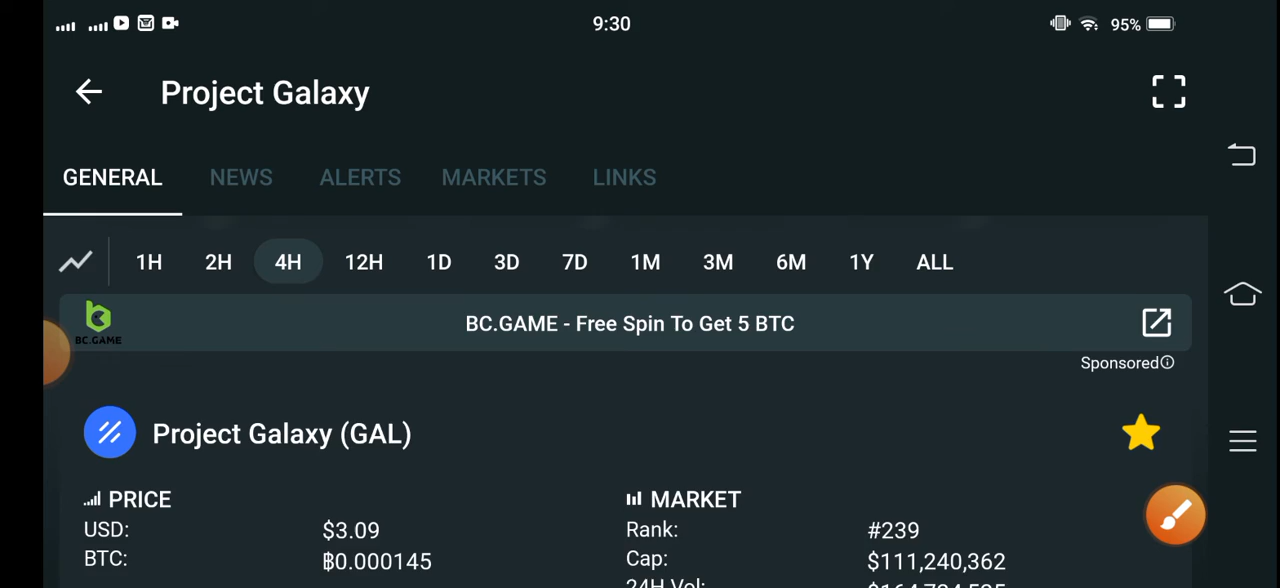 9:30
95%
Project Galaxy
GENERAL NEWS ALERTS MARKETS LINKS
1H 2H 4H 12H 1D 3D 7D 1M 3M 6M 1Y ALL
BC.GAME BC.GAME - Free Spin To Get 5 BTC
Sponsored
Project Galaxy (GAL)
PRICE
USD: $3.09
BTC: ₿0.000145
MARKET
Rank: #239
Cap: $111,240,362
24H Vol: